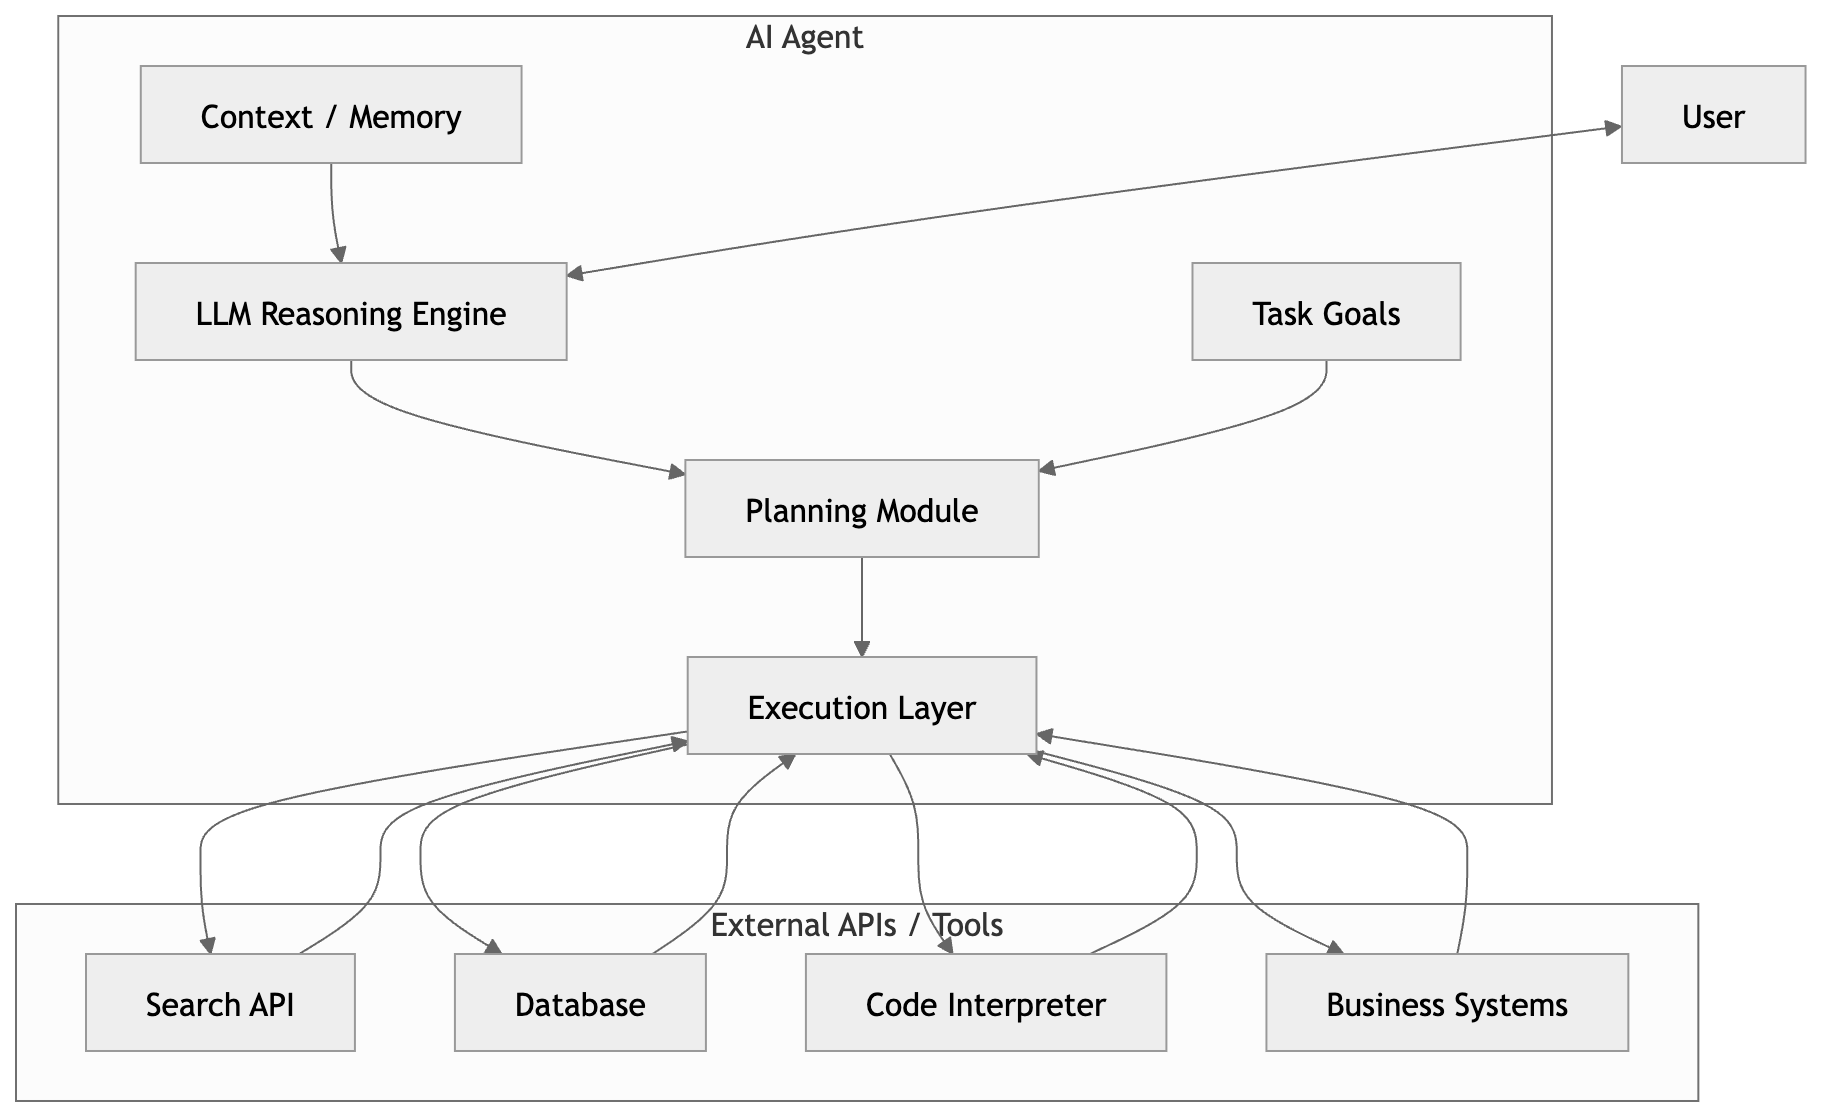 AI Agent
Context / Memory
User
LLM Reasoning Engine
Task Goals
Planning Module
Execution Layer
External APIs / Tools
Search API
Database
Code Interpreter
Business Systems